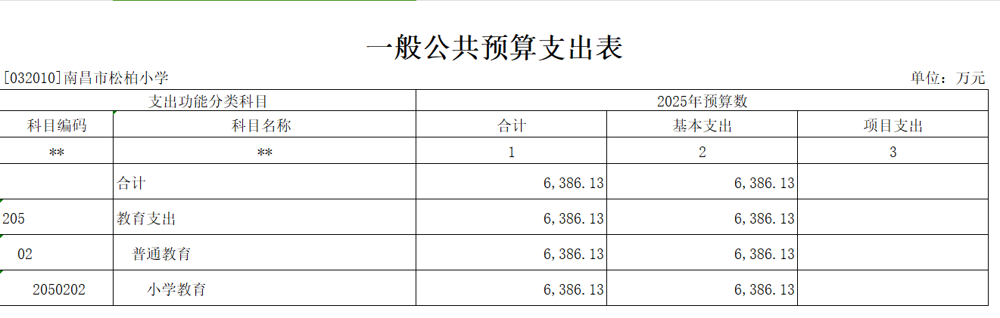 一般公共预算支出表
[032010]南昌市松柏小学 单位：万元
支出功能分类科目 2025年预算数
科目编码 科目名称 合计 基本支出 项目支出
** ** 1 2 3
合计 6,386.13 6,386.13
205 教育支出 6,386.13 6,386.13
02 普通教育 6,386.13 6,386.13
2050202 小学教育 6,386.13 6,386.13